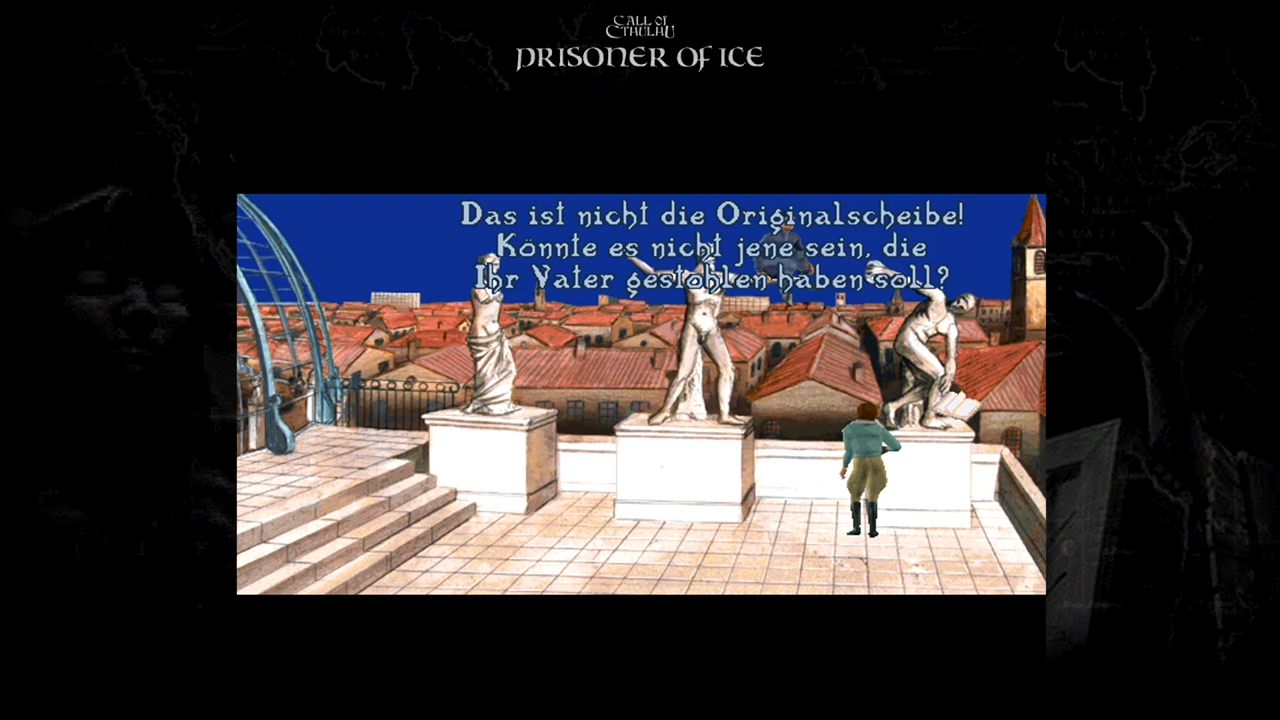 CALL OF
CTHULHU
PRISONER OF ICE
Das ist nicht die Originalscheibe!
Könnte es nicht jene sein, die
Ihr Vater gestohlen haben soll?